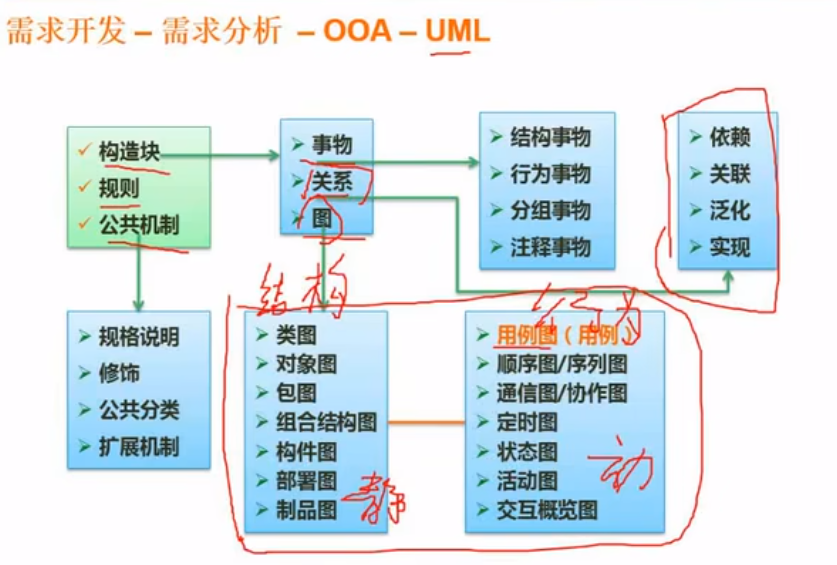 需求开发 – 需求分析 – OOA – UML
构造块
规则
公共机制
事物
关系
图
结构事物
行为事物
分组事物
注释事物
依赖
关联
泛化
实现
规格说明
修饰
公共分类
扩展机制
结构
类图
对象图
包图
组合结构图
构件图
部署图
制品图
静
行为
用例图（用例）
顺序图/序列图
通信图/协作图
定时图
状态图
活动图
交互概览图
动